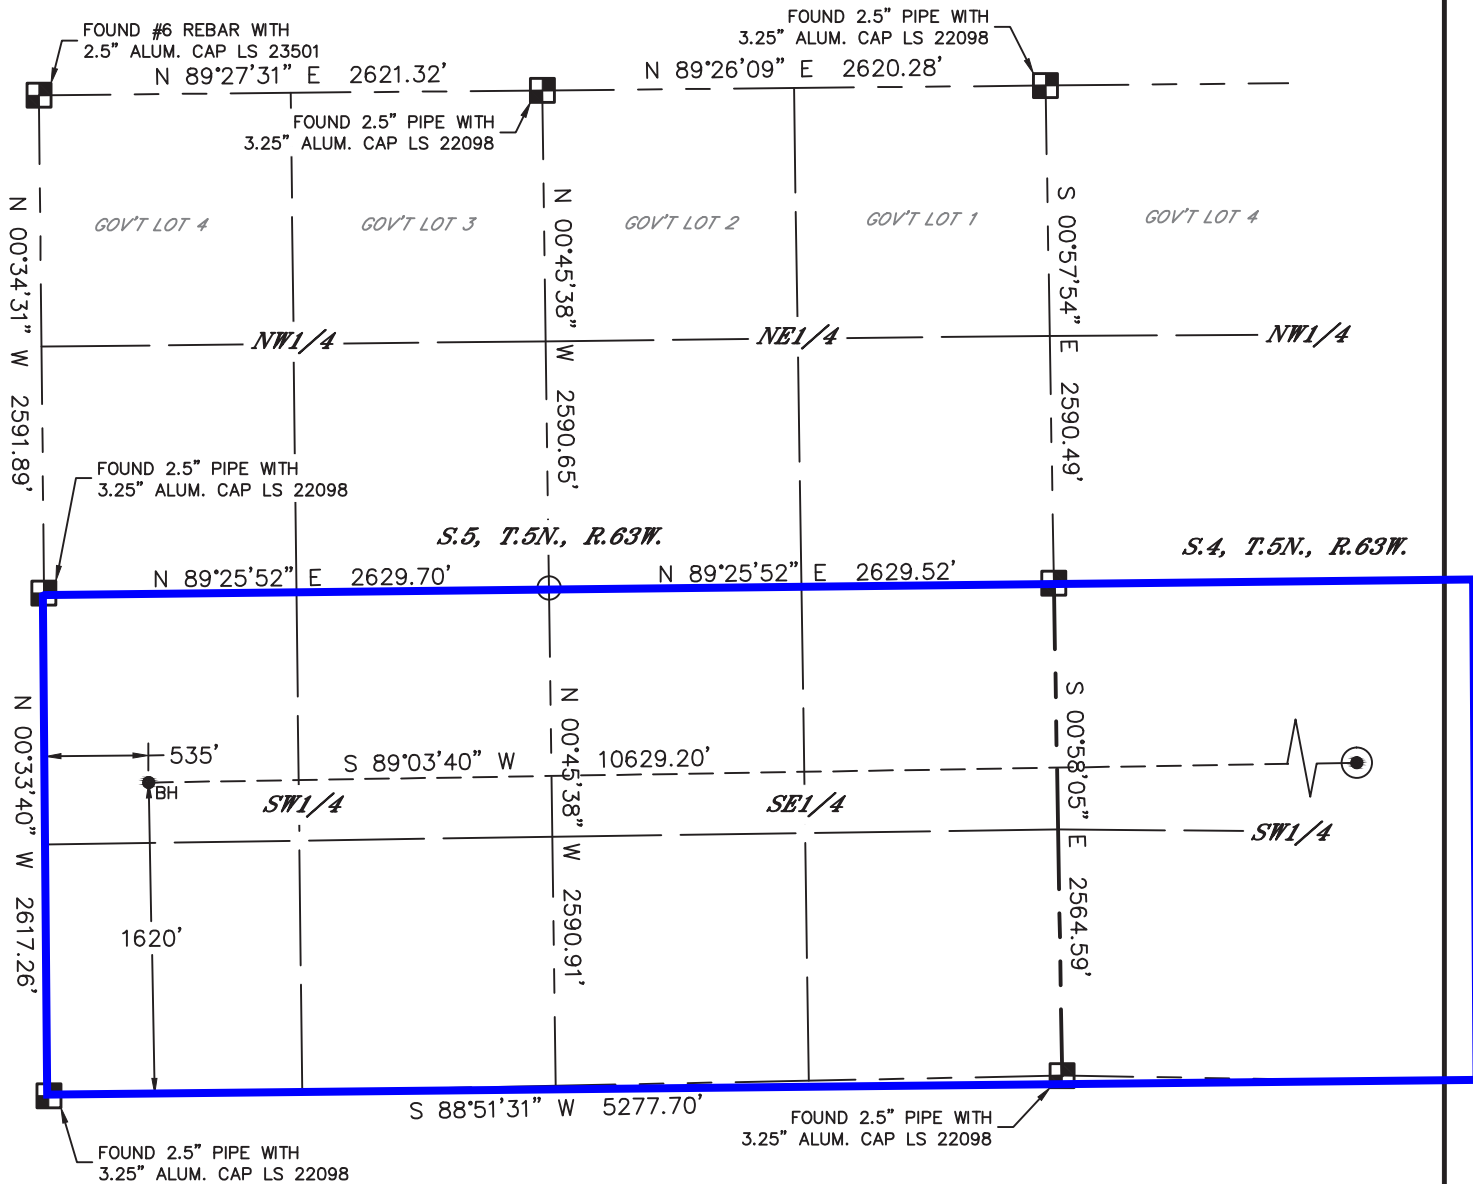 FOUND #6 REBAR WITH
2.5" ALUM. CAP LS 23501
FOUND 2.5" PIPE WITH
3.25" ALUM. CAP LS 22098
N 89°27'31" E 2621.32'
N 89°26'09" E 2620.28'
FOUND 2.5" PIPE WITH
3.25" ALUM. CAP LS 22098
N 00°34'31" W 2591.89'
N 00°45'38" W 2590.65'
S 00°57'54" E 2590.49'
GOV'T LOT 4
GOV'T LOT 3
GOV'T LOT 2
GOV'T LOT 1
GOV'T LOT 4
NW1/4
NE1/4
NW1/4
FOUND 2.5" PIPE WITH
3.25" ALUM. CAP LS 22098
S.5, T.5N., R.63W.
S.4, T.5N., R.63W.
N 89°25'52" E 2629.70'
N 89°25'52" E 2629.52'
N 00°33'40" W 2617.26'
N 00°45'38" W 2590.91'
S 00°58'05" E 2564.59'
535'
S 89°03'40" W 10629.20'
BH
SW1/4
SE1/4
SW1/4
1620'
S 88°51'31" W 5277.70'
FOUND 2.5" PIPE WITH
3.25" ALUM. CAP LS 22098
FOUND 2.5" PIPE WITH
3.25" ALUM. CAP LS 22098